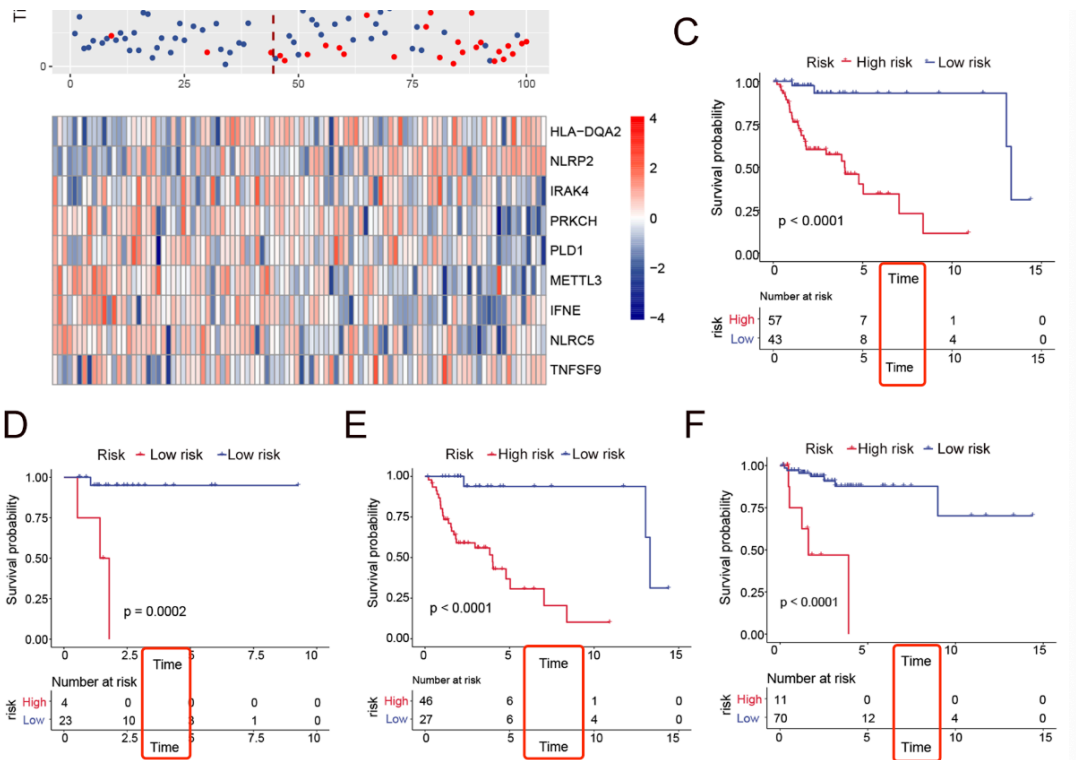 0
0 25 50 75 100
HLA-DQA2
NLRP2
IRAK4
PRKCH
PLD1
METTL3
IFNE
NLRC5
TNFSF9
4
2
0
−2
−4
C
Risk High risk Low risk
Survival probability
1.00
0.75
0.50
0.25
0.00
p < 0.0001
0 5 10 15
Time
Number at risk
risk
High 57 7 1 0
Low 43 8 4 0
0 5 10 15
Time
D
Risk Low risk Low risk
Survival probability
1.00
0.75
0.50
0.25
0.00
p = 0.0002
0 2.5 5 7.5 10
Time
Number at risk
risk
High 4 0 0 0 0
Low 23 10 3 1 0
0 2.5 5 7.5 10
Time
E
Risk High risk Low risk
Survival probability
1.00
0.75
0.50
0.25
0.00
p < 0.0001
0 5 10 15
Time
Number at risk
risk
High 46 6 1 0
Low 27 6 4 0
0 5 10 15
Time
F
Risk High risk Low risk
Survival probability
1.00
0.75
0.50
0.25
0.00
p < 0.0001
0 5 10 15
Time
Number at risk
risk
High 11 0 0 0
Low 70 12 4 0
0 5 10 15
Time